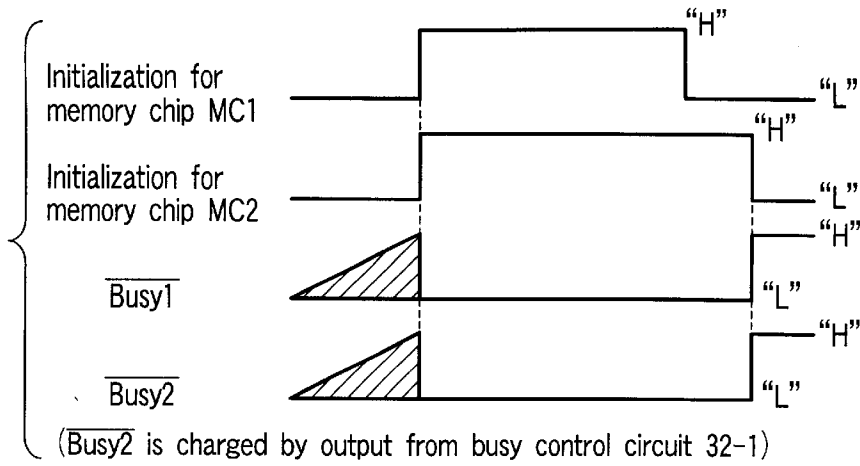 “H”
Initialization for
memory chip MC1
“L”
“H”
Initialization for
memory chip MC2
“L”
“H”
Busy1
“L”
“H”
Busy2
“L”
(Busy2 is charged by output from busy control circuit 32-1)